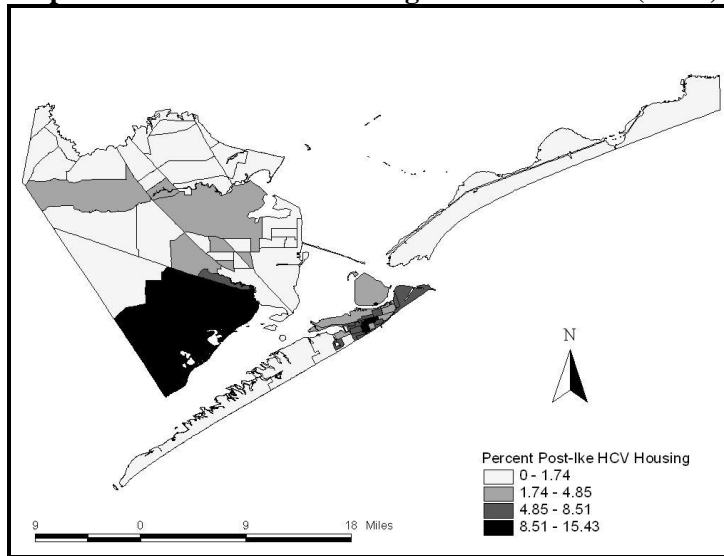 N
Percent Post-Ike HCV Housing
0 - 1.74
1.74 - 4.85
4.85 - 8.51
8.51 - 15.43
9 0 9 18 Miles